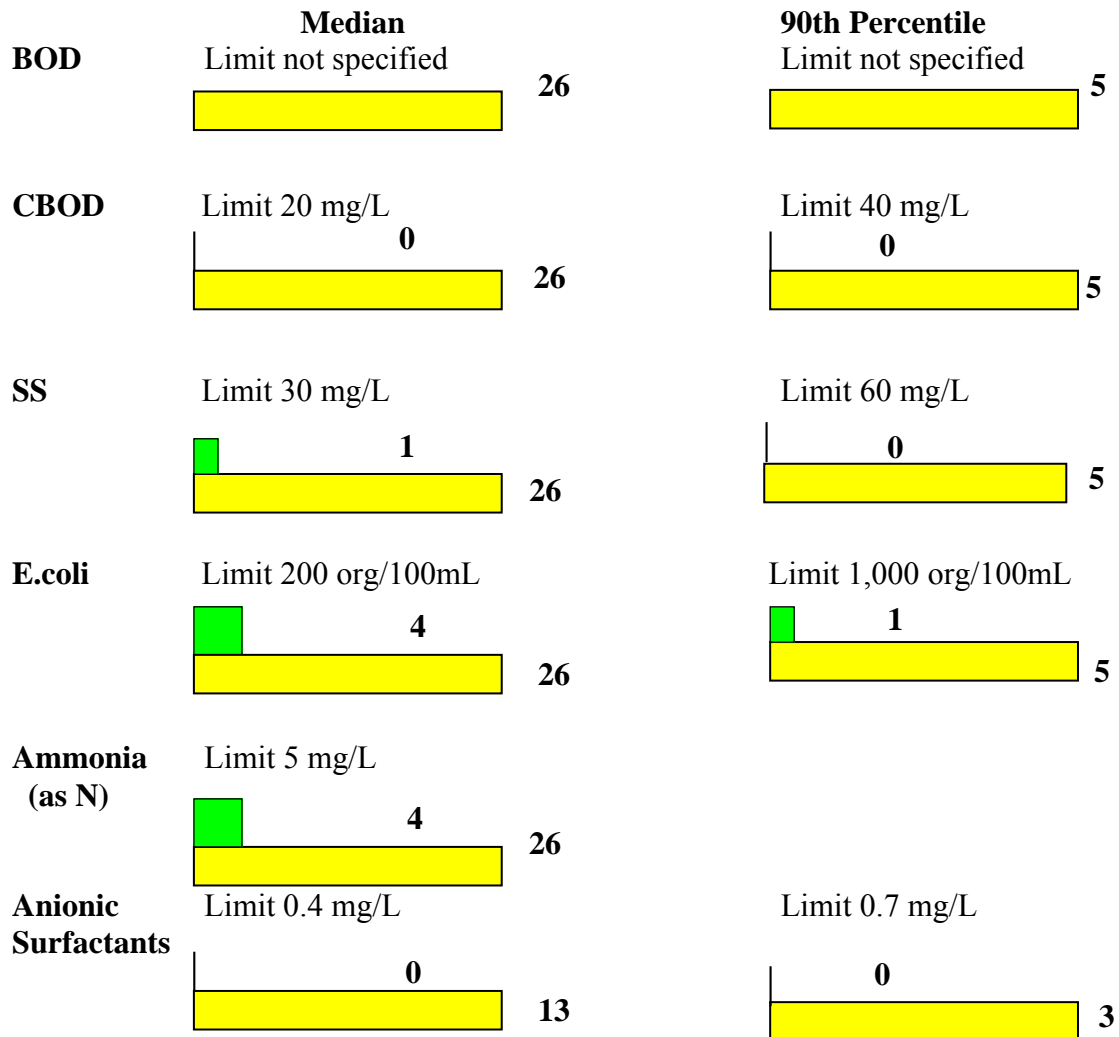 Median 90th Percentile
BOD Limit not specified Limit not specified
26 5
CBOD Limit 20 mg/L Limit 40 mg/L
0 0
26 5
SS Limit 30 mg/L Limit 60 mg/L
1 0
26 5
E.coli Limit 200 org/100mL Limit 1,000 org/100mL
4 1
26 5
Ammonia Limit 5 mg/L
(as N)
4
26
Anionic Limit 0.4 mg/L Limit 0.7 mg/L
Surfactants
0 0
13 3